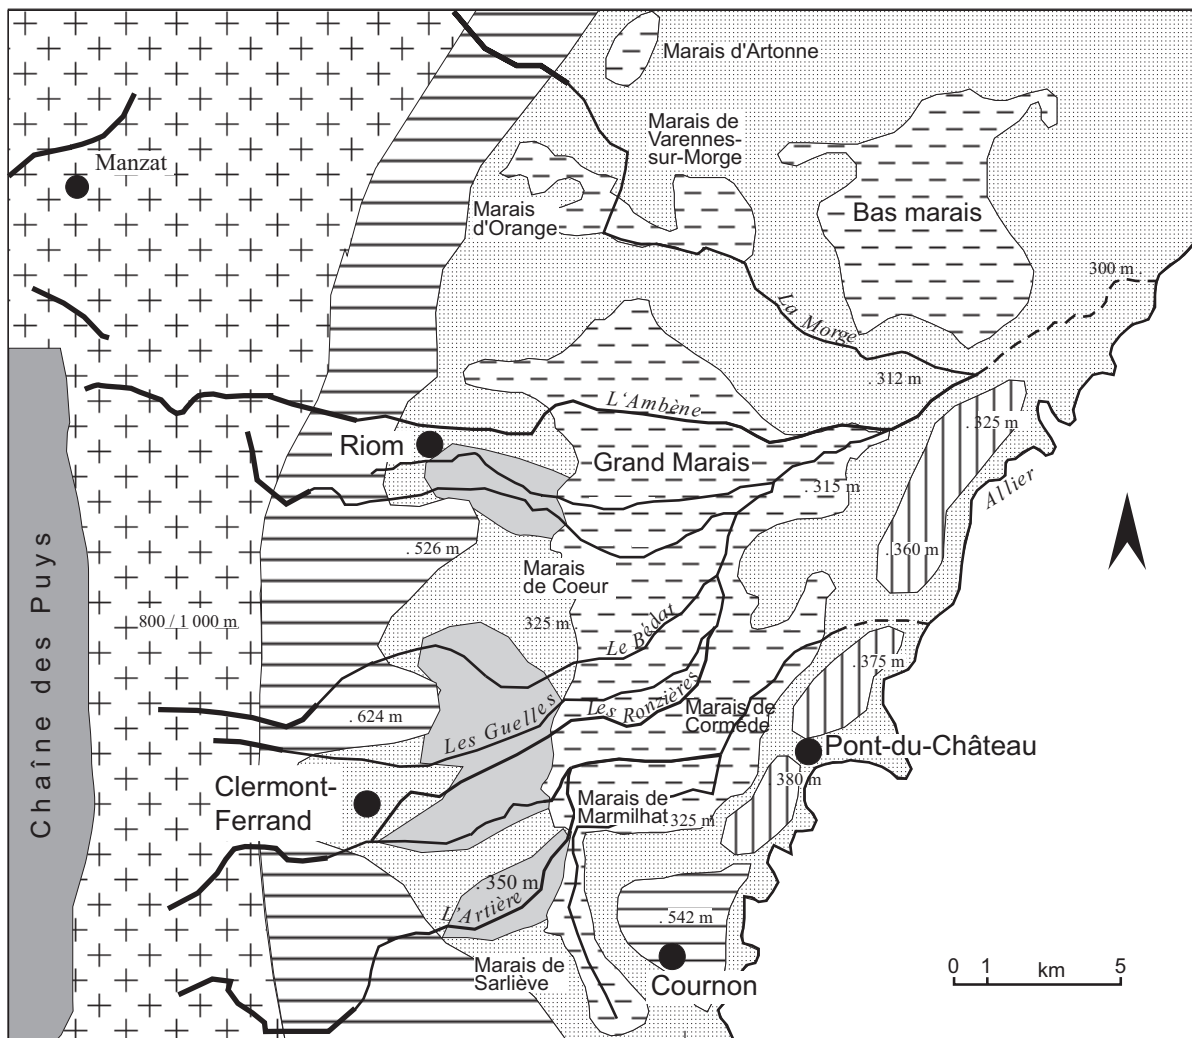 Marais d'Artonne
Marais de
Varennes-
sur-Morge
Manzat
Bas marais
Marais
d'Orange
300 m .
La Morge
. 312 m
L'Ambène
. 325 m
Riom
Grand Marais
. 315 m
Allier
. 526 m
. 360 m
Marais
de Coeur
Chaîne des Puys
800 / 1 000 m
325 m .
Le Bédat
. 375 m
Les Ronzières
. 624 m
Marais de
Cormède
Les Guelles
Pont-du-Château
Clermont-
Ferrand
380 m
Marais de
Marmilhat
325 m
. 350 m
L'Artière
. 542 m
Marais de
Sarliève
Cournon
0 1 km 5